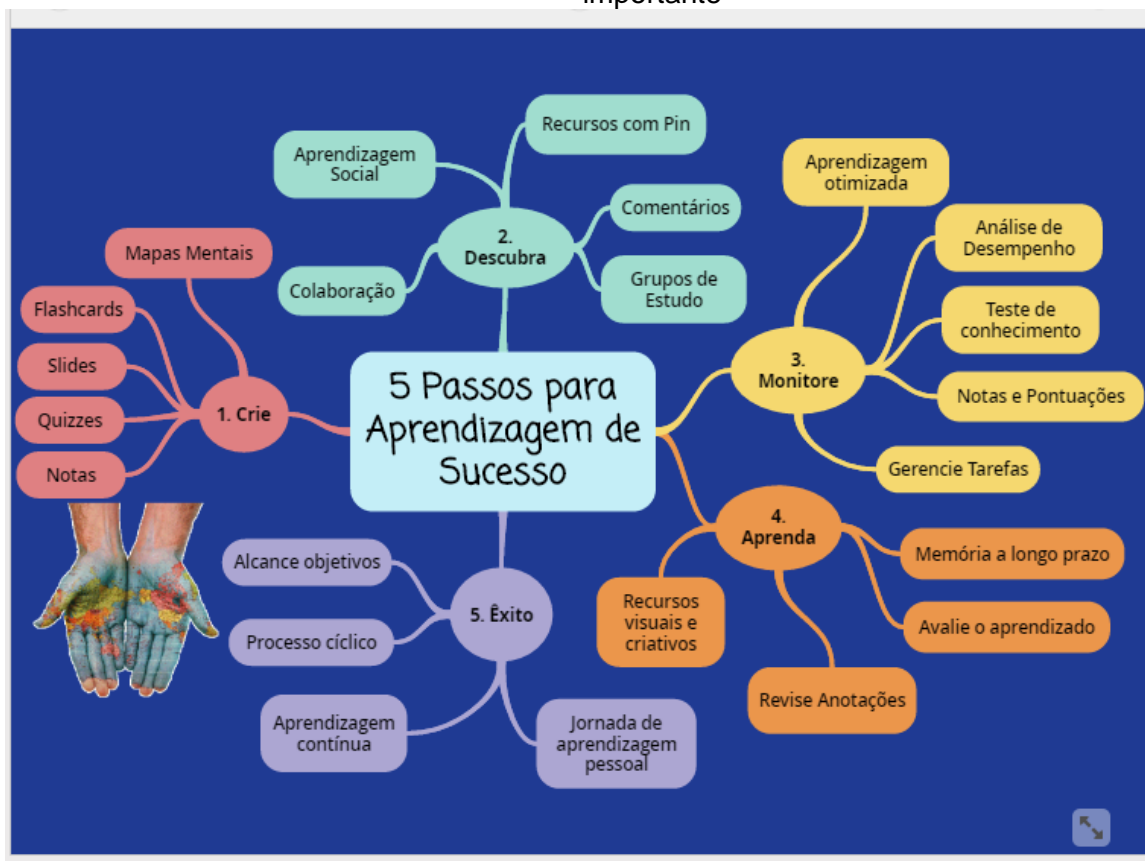 importante
5 Passos para
Aprendizagem de
Sucesso
1. Crie
Mapas Mentais
Flashcards
Slides
Quizzes
Notas
2.
Descubra
Aprendizagem
Social
Recursos com Pin
Comentários
Colaboração
Grupos de
Estudo
3.
Monitore
Aprendizagem
otimizada
Análise de
Desempenho
Teste de
conhecimento
Notas e Pontuações
Gerencie Tarefas
4.
Aprenda
Memória a longo prazo
Avalie o aprendizado
Revise Anotações
Recursos
visuais e
criativos
5. Êxito
Alcance objetivos
Processo cíclico
Aprendizagem
contínua
Jornada de
aprendizagem
pessoal